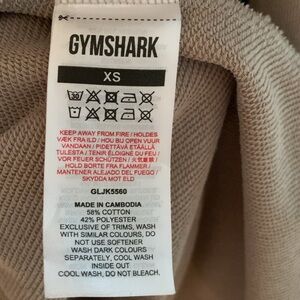 GYMSHARK
XS
30
KEEP AWAY FROM FIRE / HOLDES
VÆK FRA ILD / HOU BIJ OPEN VUUR
VANDAAN / PIDETTÄVÄ ETÄÄLLÄ
TULESTA / TENIR ÉLOIGNÉ DU FEU /
VOR FEUER SCHÜTZEN / 火気厳禁 /
HOLD BORTE FRA FLAMMER /
MANTENER ALEJADO DEL FUEGO /
SKYDDA MOT ELD
GLJK5560
MADE IN CAMBODIA
58% COTTON
42% POLYESTER
EXCLUSIVE OF TRIMS, WASH
WITH SIMILAR COLOURS, DO
NOT USE SOFTENER
WASH DARK COLOURS
SEPARATELY, COOL WASH
INSIDE OUT
COOL WASH, DO NOT BLEACH.